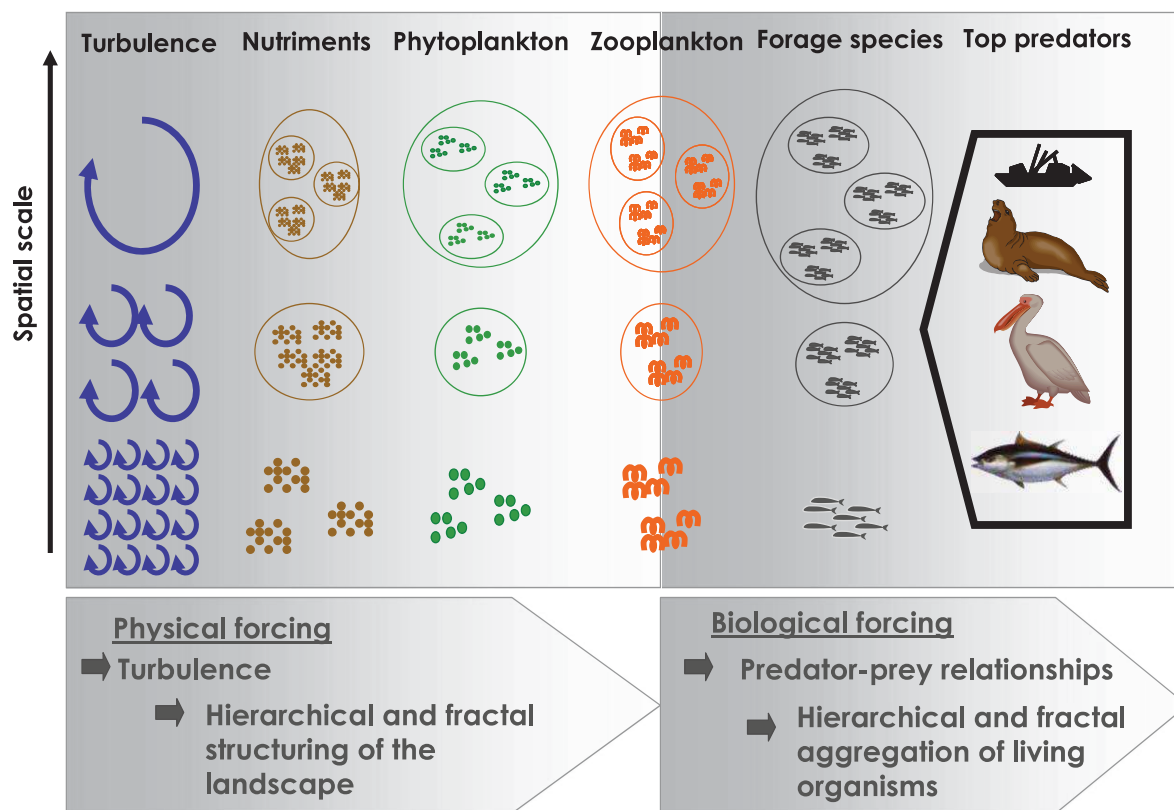 Turbulence
Nutriments
Phytoplankton
Zooplankton
Forage species
Top predators
Spatial scale
Physical forcing
Turbulence
Hierarchical and fractal
structuring of the
landscape
Biological forcing
Predator-prey relationships
Hierarchical and fractal
aggregation of living
organisms